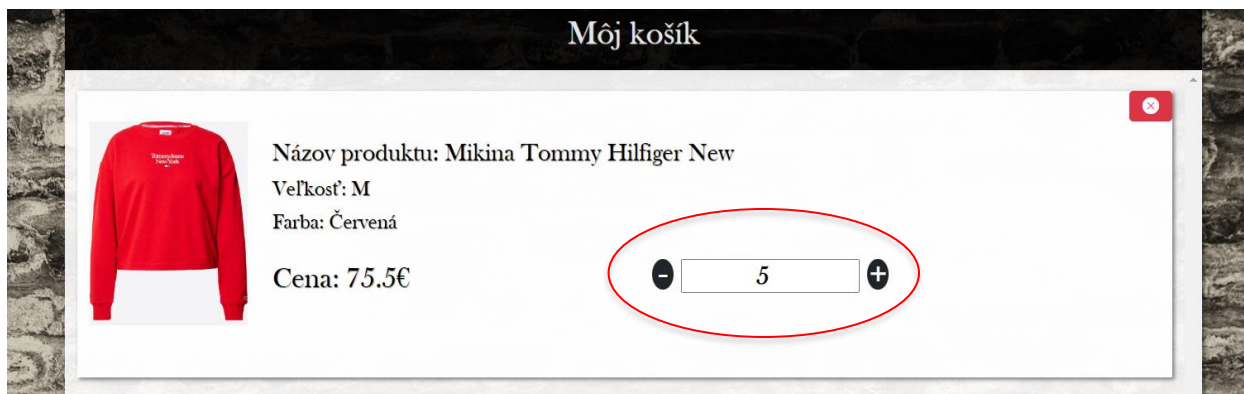 Môj košík
Názov produktu: Mikina Tommy Hilfiger New
Veľkosť: M
Farba: Červená
Cena: 75.5€
- 5 +